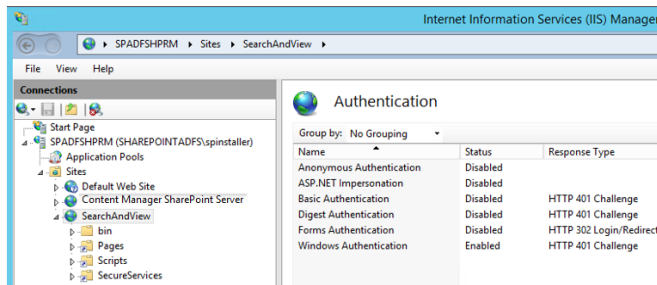 Internet Information Services (IIS) Manager
SPADFSHPRM Sites SearchAndView
File View Help
Connections
Start Page
SPADFSHPRM (SHAREPOINTADFS\spinstaller)
Application Pools
Sites
Default Web Site
Content Manager SharePoint Server
SearchAndView
bin
Pages
Scripts
SecureServices
Authentication
Group by: No Grouping
Name Status Response Type
Anonymous Authentication Disabled
ASP.NET Impersonation Disabled
Basic Authentication Disabled HTTP 401 Challenge
Digest Authentication Disabled HTTP 401 Challenge
Forms Authentication Disabled HTTP 302 Login/Redirect
Windows Authentication Enabled HTTP 401 Challenge